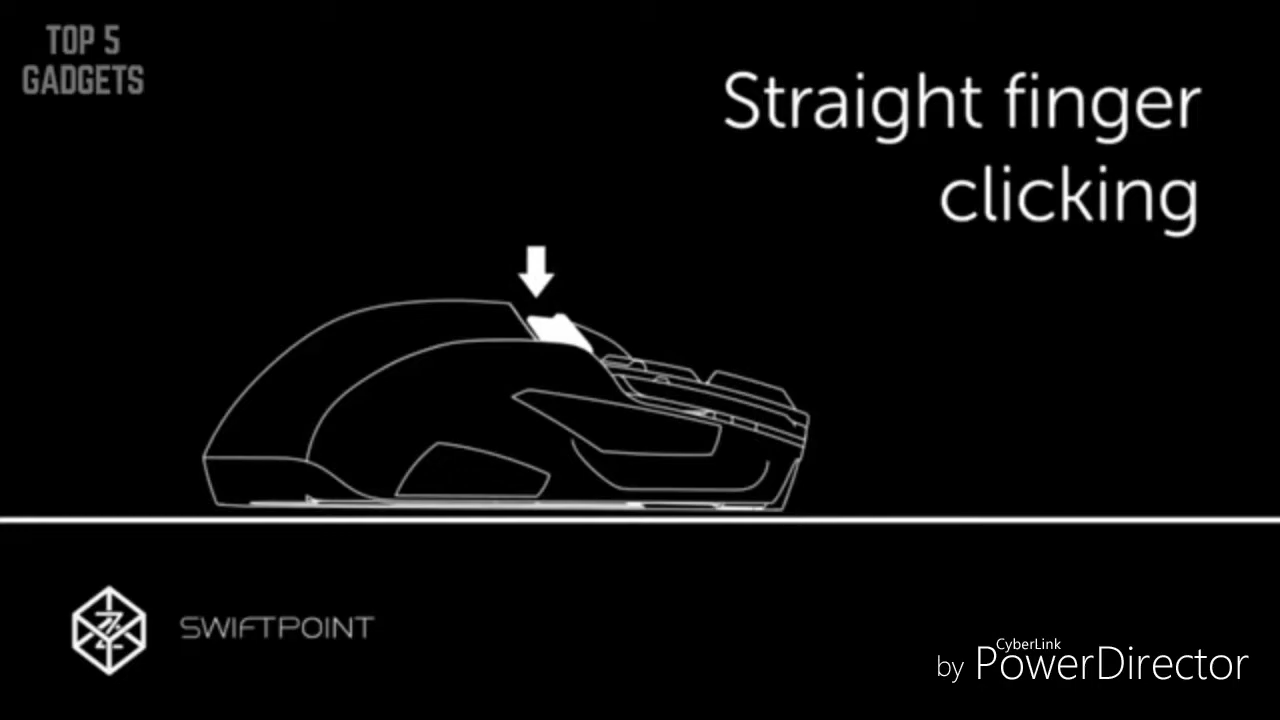 TOP 5
GADGETS
Straight finger
clicking
SWIFTPOINT
CyberLink
by PowerDirector